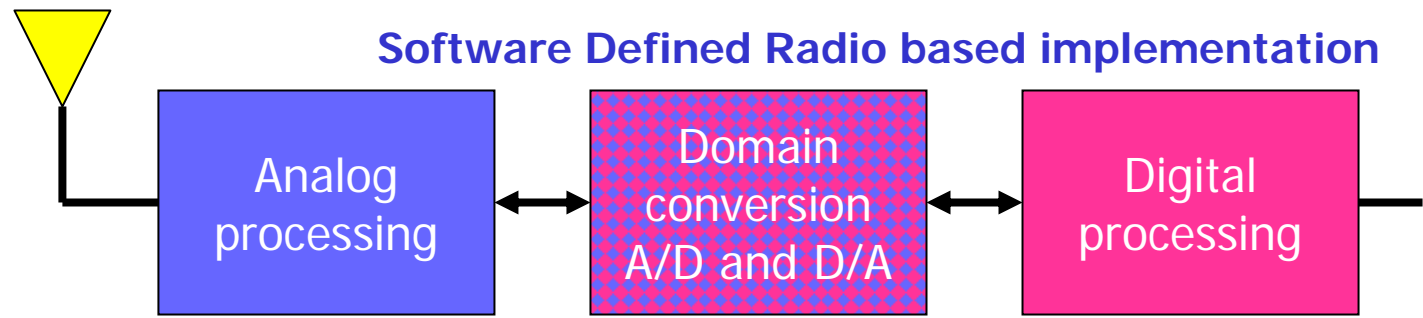 Software Defined Radio based implementation
Analog
processing
Domain
conversion
A/D and D/A
Digital
processing